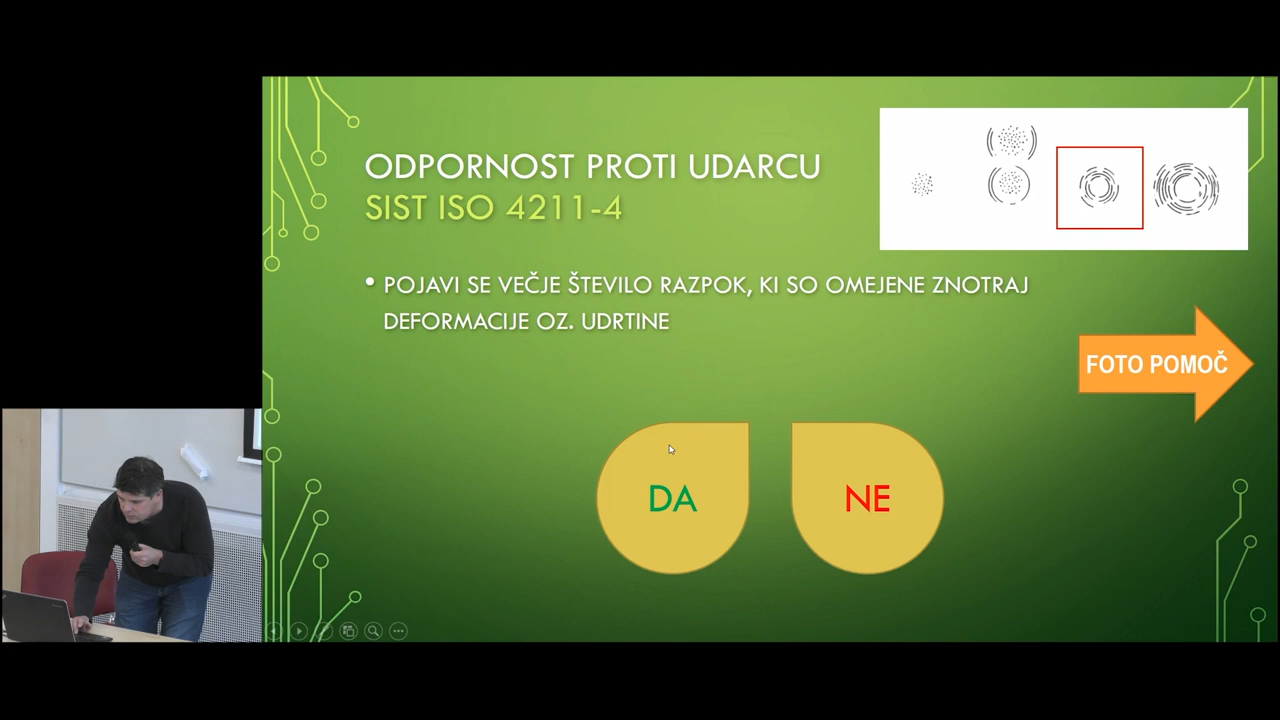 ODPORNOST PROTI UDARCU
SIST ISO 4211-4
• POJAVI SE VEČJE ŠTEVILO RAZPOK, KI SO OMEJENE ZNOTRAJ
DEFORMACIJE OZ. UDRTINE
FOTO POMOČ
DA
NE